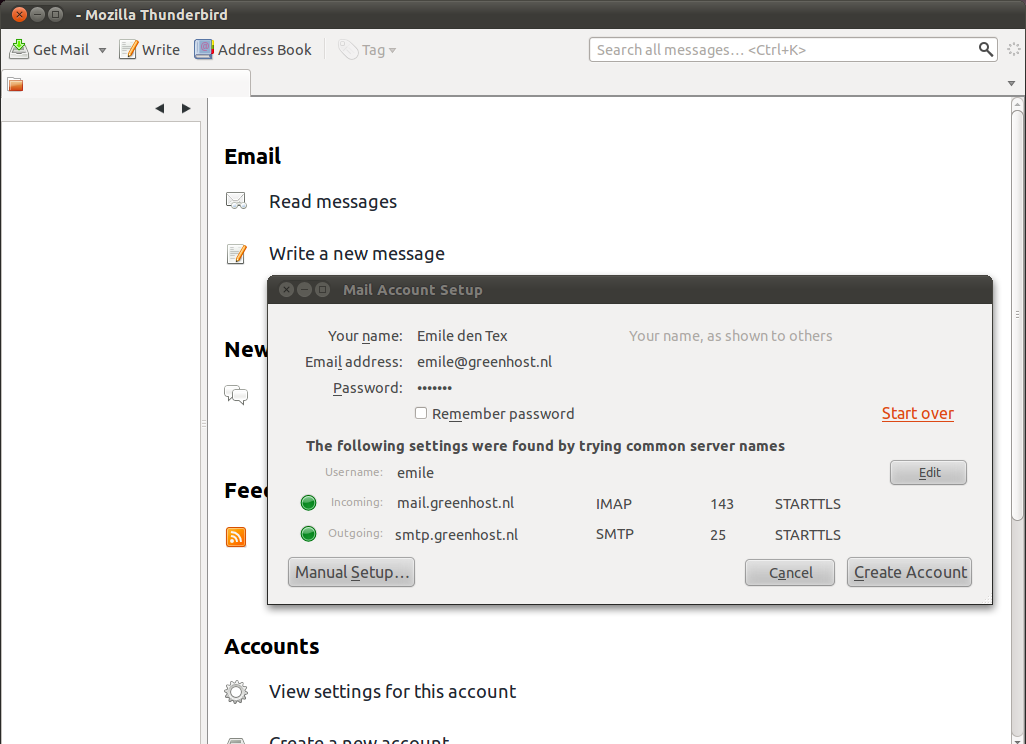 - Mozilla Thunderbird
Get Mail Write Address Book Tag Search all messages... <Ctrl+K>
Email
Read messages
Write a new message
Mail Account Setup
Your name: Emile den Tex Your name, as shown to others
Email address: emile@greenhost.nl
Password: •••••••
Remember password Start over
New
The following settings were found by trying common server names
Username: emile Edit
Feed
Incoming: mail.greenhost.nl IMAP 143 STARTTLS
Outgoing: smtp.greenhost.nl SMTP 25 STARTTLS
Manual Setup... Cancel Create Account
Accounts
View settings for this account
Create a new account